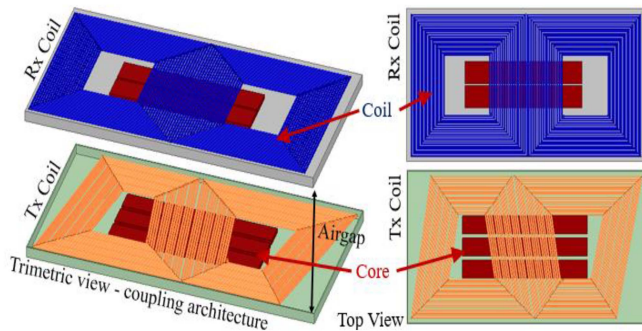 Rx Coil
Rx Coil
Coil
Tx Coil
Tx Coil
Airgap
Core
Trimetric view - coupling architecture
Top View